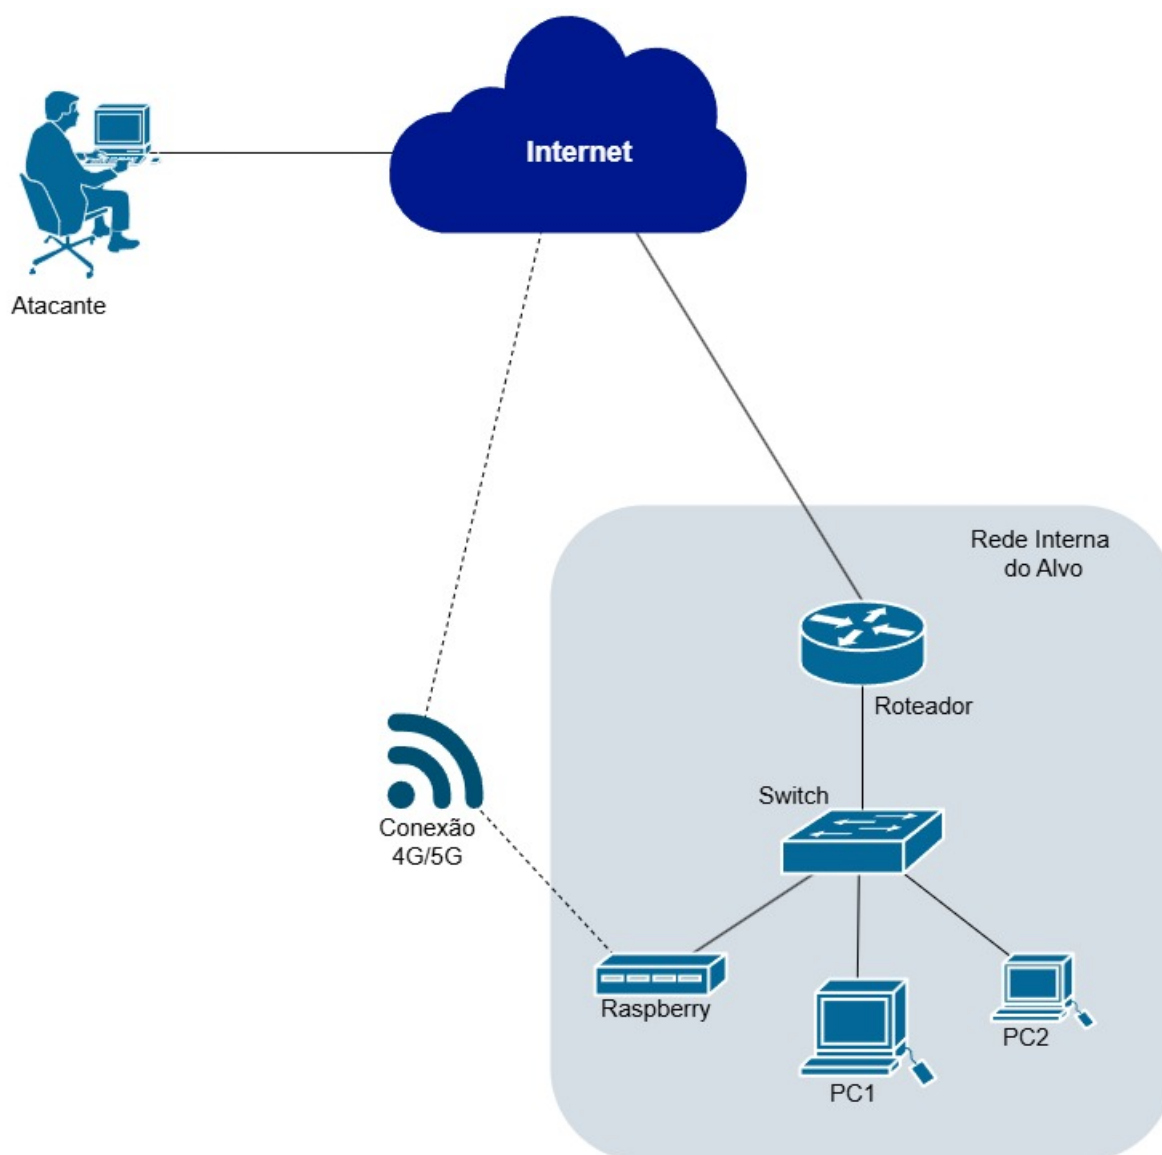 Internet
Atacante
Rede Interna
do Alvo
Roteador
Switch
Conexão
4G/5G
Raspberry
PC1
PC2